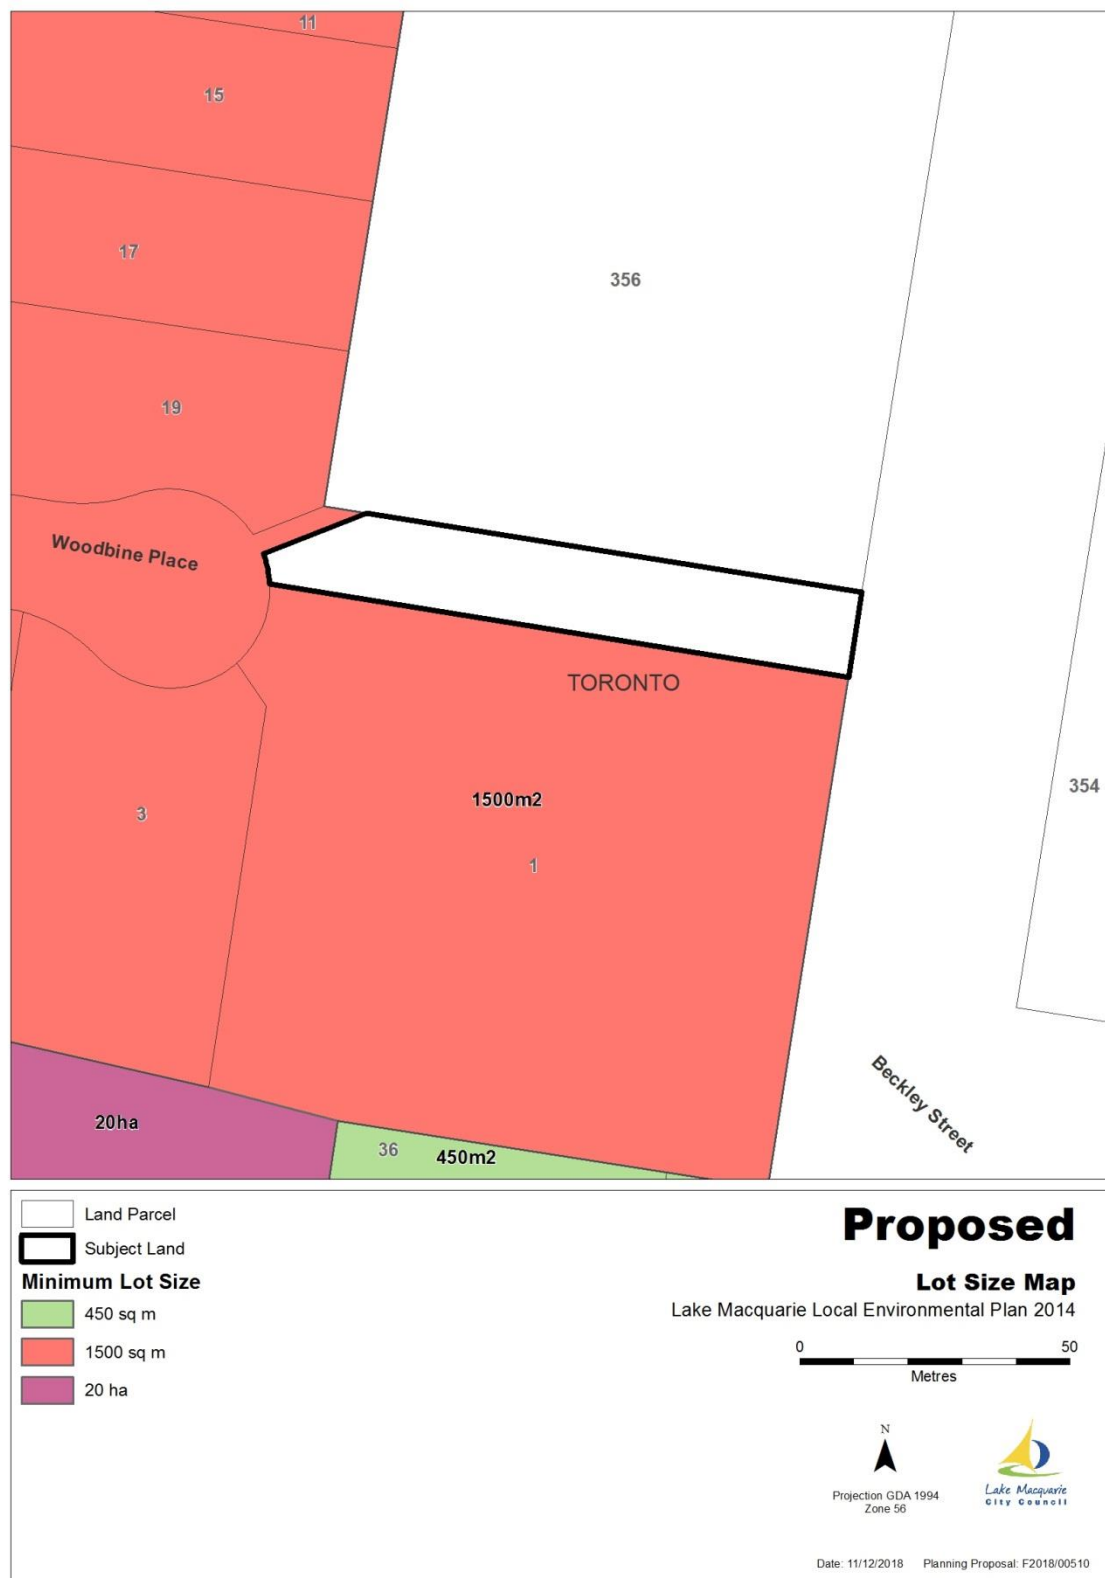 11
15
356
17
19
Woodbine Place
TORONTO
354
1500m2
3
1
Beckley Street
20ha
36
450m2
Land Parcel
Subject Land
Minimum Lot Size
450 sq m
1500 sq m
20 ha
Proposed
Lot Size Map
Lake Macquarie Local Environmental Plan 2014
0 50
Metres
N
Projection GDA 1994
Zone 56
Lake Macquarie
City Council
Date: 11/12/2018 Planning Proposal: F2018/00510